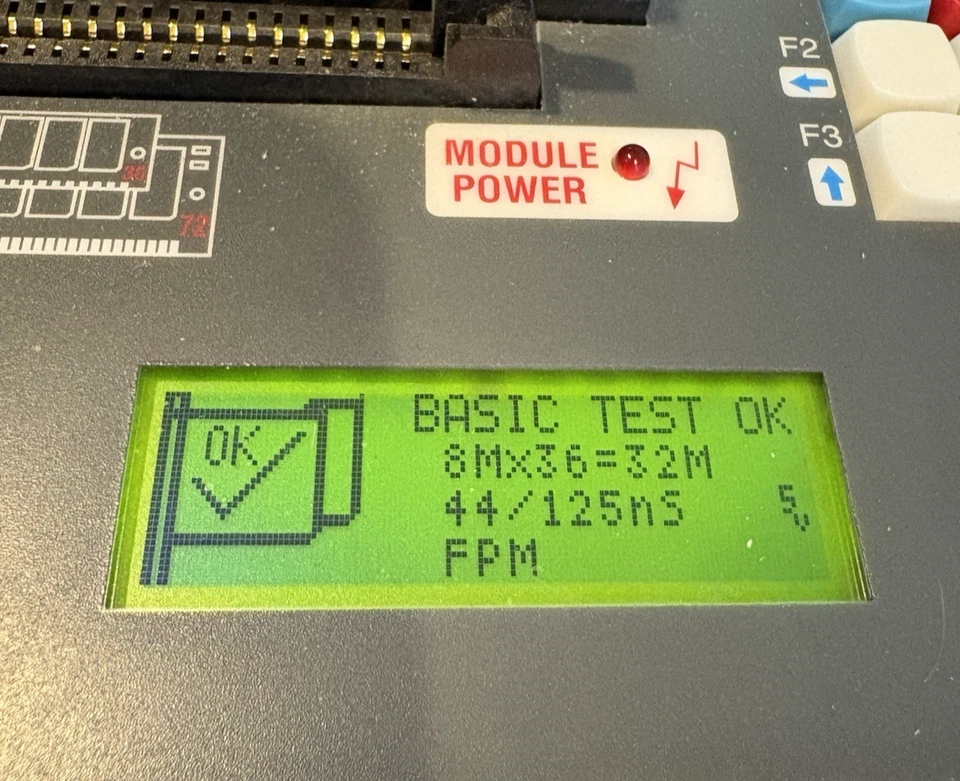 F2
F3
MODULE
POWER
30
72
OK
BASIC TEST OK
8Mx36=32M
44/125nS
5V
FPM